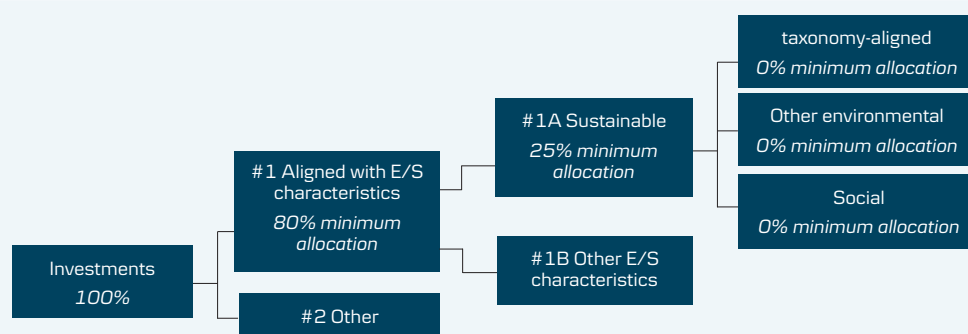 taxonomy-aligned
0% minimum allocation
Other environmental
0% minimum allocation
Social
0% minimum allocation
#1A Sustainable
25% minimum
allocation
#1 Aligned with E/S
characteristics
80% minimum
allocation
#1B Other E/S
characteristics
Investments
100%
#2 Other